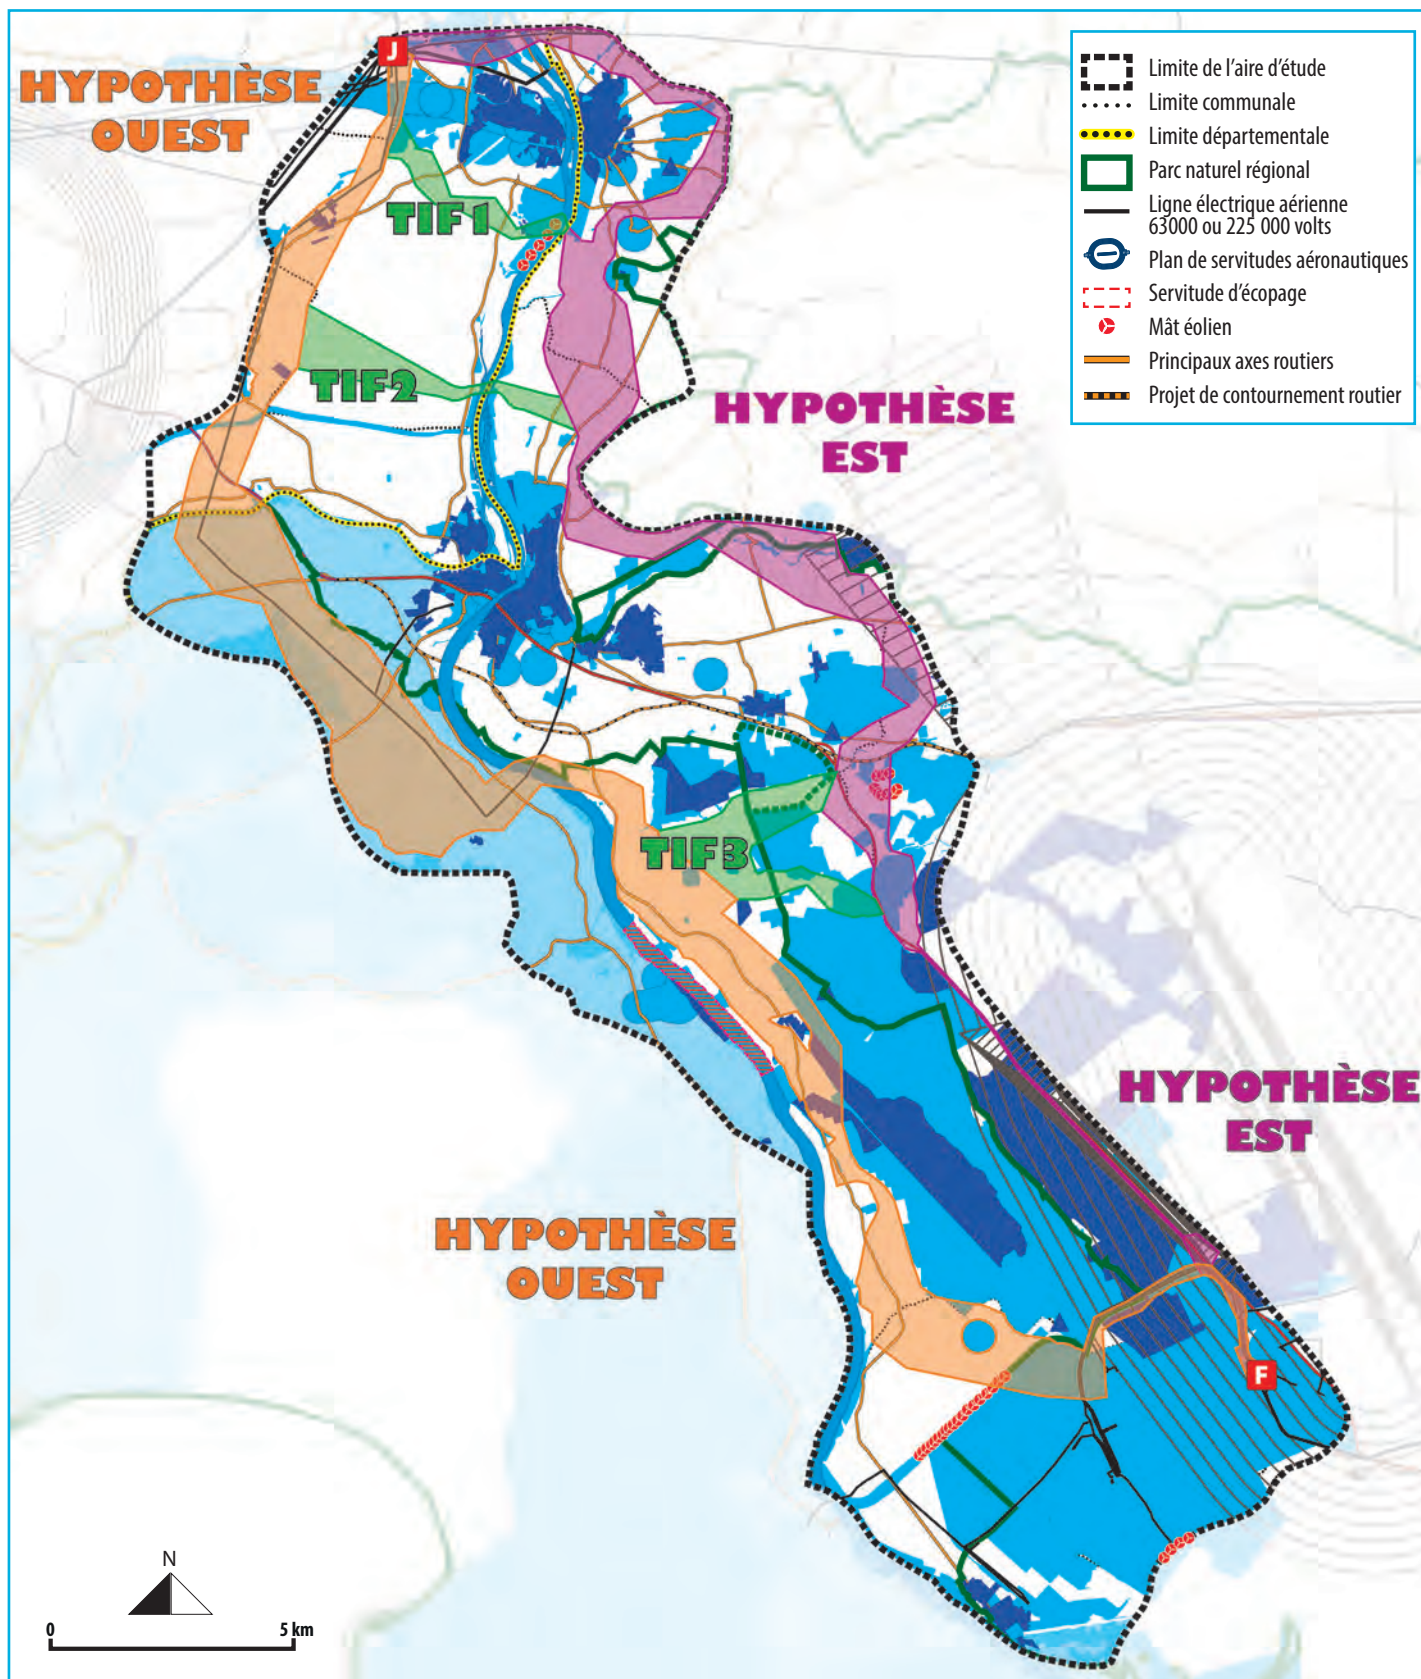 J
HYPOTHÈSE
OUEST
Limite de l'aire d'étude
Limite communale
Limite départementale
Parc naturel régional
Ligne électrique aérienne
63000 ou 225 000 volts
Plan de servitudes aéronautiques
Servitude d'écopage
Mât éolien
Principaux axes routiers
Projet de contournement routier
TIF1
TIF2
HYPOTHÈSE
EST
TIF3
HYPOTHÈSE
EST
HYPOTHÈSE
OUEST
F
N
0 5 km